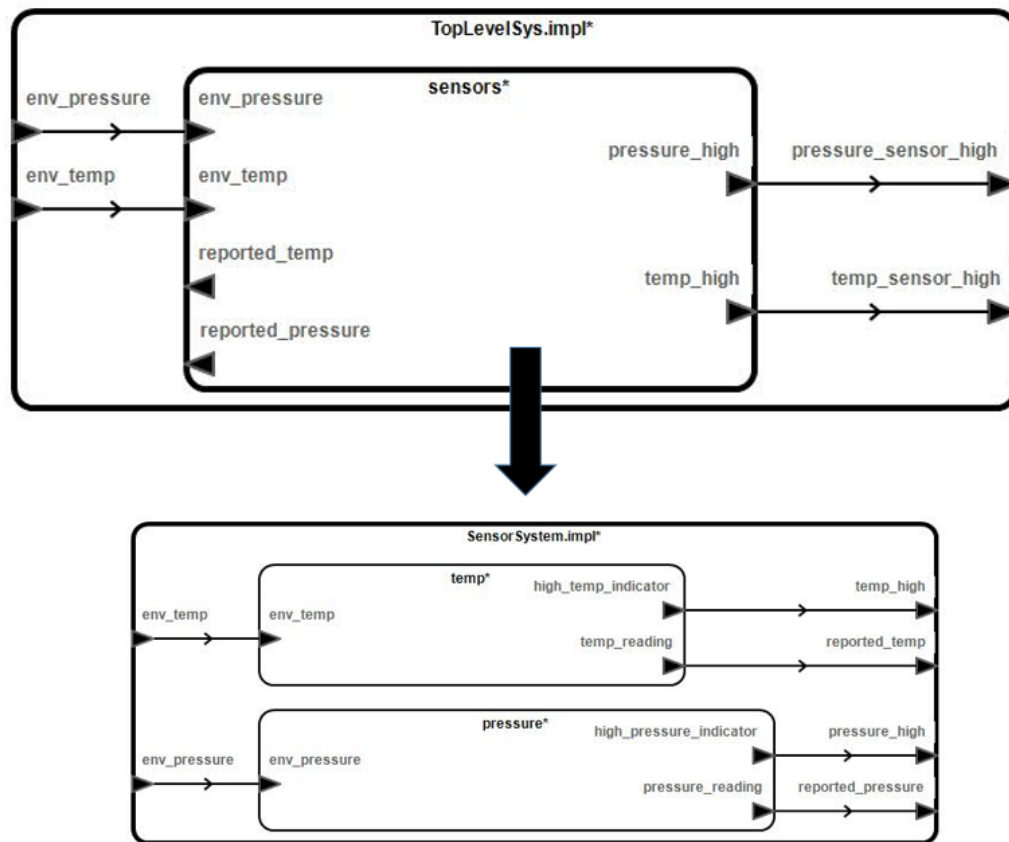 TopLevelSys.impl*
sensors*
env_pressure
env_pressure
pressure_high
pressure_sensor_high
env_temp
env_temp
reported_temp
temp_high
temp_sensor_high
reported_pressure
SensorSystem.impl*
temp*
high_temp_indicator
temp_high
env_temp
env_temp
temp_reading
reported_temp
pressure*
high_pressure_indicator
pressure_high
env_pressure
env_pressure
pressure_reading
reported_pressure